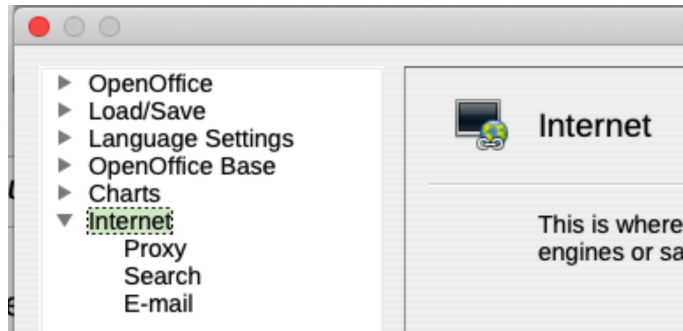 OpenOffice
Load/Save
Language Settings
OpenOffice Base
Charts
Internet
Proxy
Search
E-mail
Internet
This is where
engines or sa